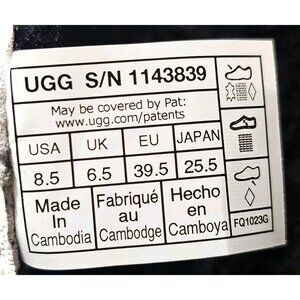 UGG S/N 1143839
May be covered by Pat:
www.ugg.com/patents
USA UK EU JAPAN
8.5 6.5 39.5 25.5
Made Fabriqué Hecho
In au en
Cambodia Cambodge Camboya
FQ1023G